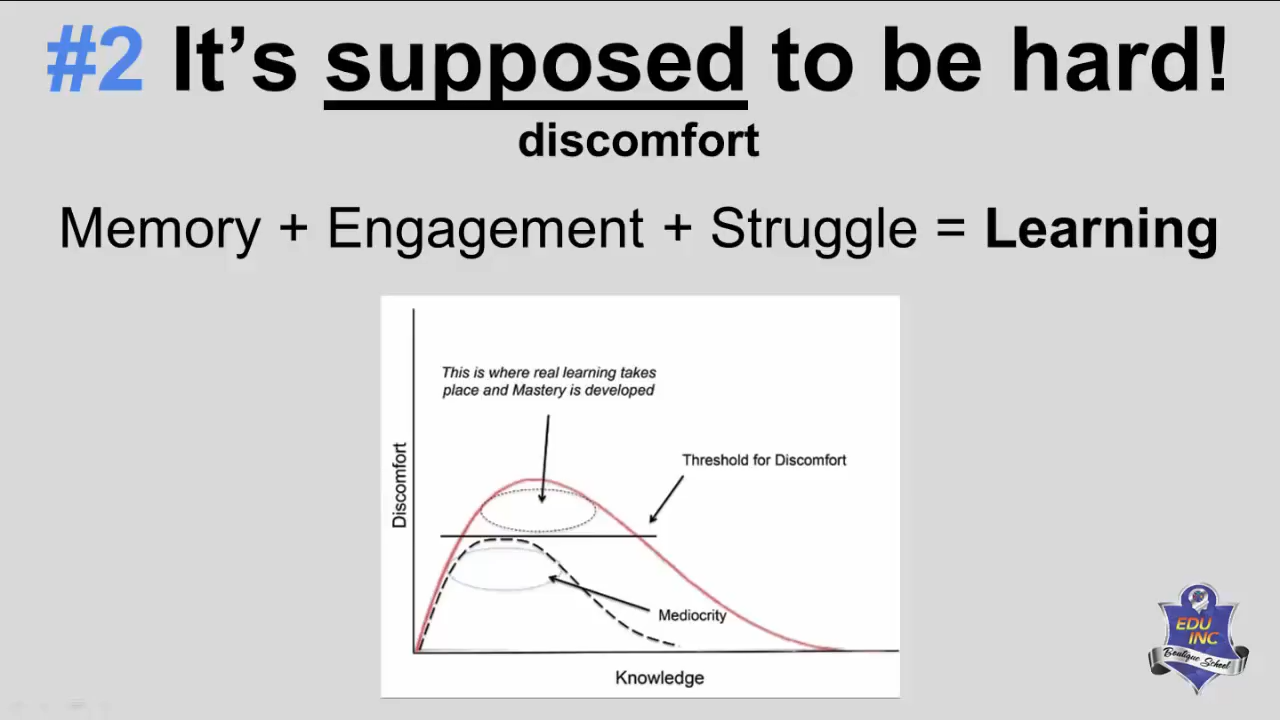 #2 It's supposed to be hard!
discomfort
Memory + Engagement + Struggle = Learning
This is where real learning takes
place and Mastery is developed
Threshold for Discomfort
Discomfort
Mediocrity
Knowledge
EDU
INC
Boutique School